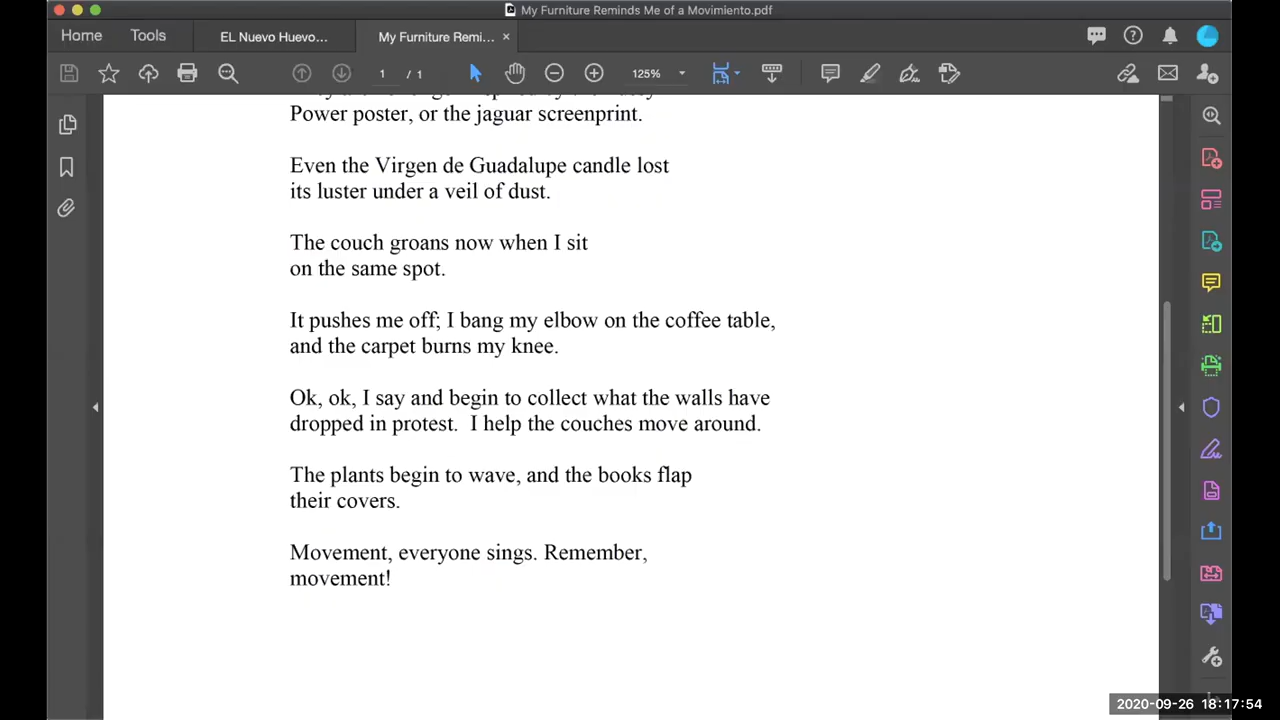 My Furniture Reminds Me of a Movimiento.pdf
Home
Tools
EL Nuevo Huevo...
My Furniture Remi...
×
1 / 1
125%
Power poster, or the jaguar screenprint.
Even the Virgen de Guadalupe candle lost
its luster under a veil of dust.
The couch groans now when I sit
on the same spot.
It pushes me off; I bang my elbow on the coffee table,
and the carpet burns my knee.
Ok, ok, I say and begin to collect what the walls have
dropped in protest.  I help the couches move around.
The plants begin to wave, and the books flap
their covers.
Movement, everyone sings. Remember,
movement!
2020-09-26 18:17:54